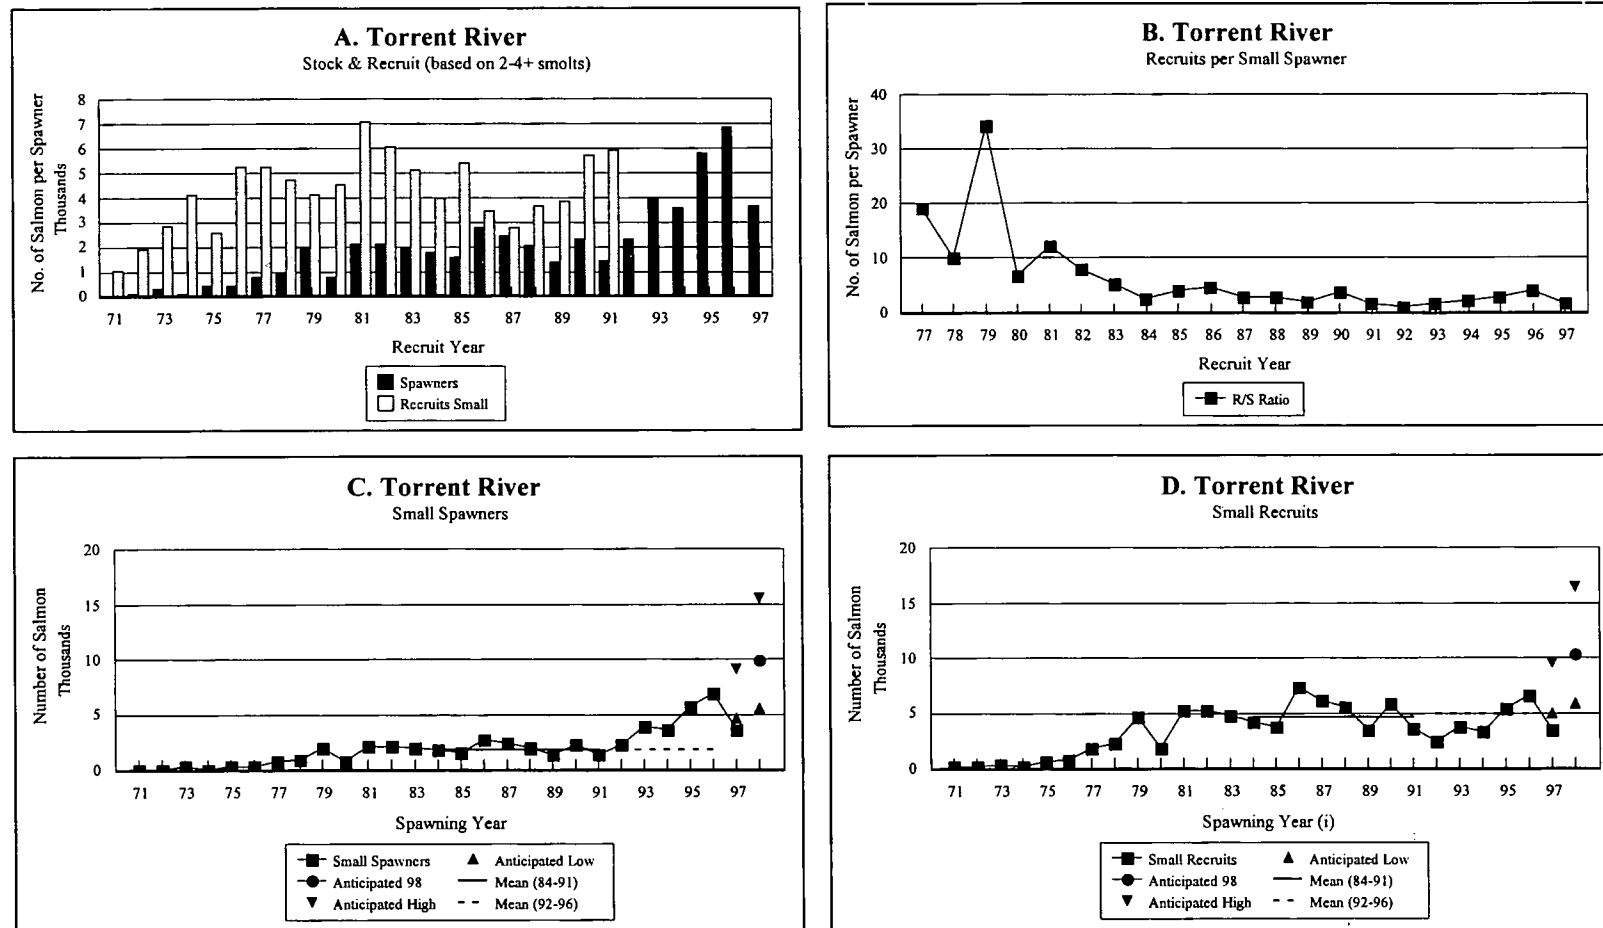 A. Torrent River
Stock & Recruit (based on 2-4+ smolts)
No. of Salmon per Spawner
Thousands
8
7
6
5
4
3
2
1
0
71 73 75 77 79 81 83 85 87 89 91 93 95 97
Recruit Year
Spawners
Recruits Small
B. Torrent River
Recruits per Small Spawner
No. of Salmon per Spawner
40
30
20
10
0
77 78 79 80 81 82 83 84 85 86 87 88 89 90 91 92 93 94 95 96 97
Recruit Year
R/S Ratio
C. Torrent River
Small Spawners
Number of Salmon
Thousands
20
15
10
5
0
71 73 75 77 79 81 83 85 87 89 91 93 95 97
Spawning Year
Small Spawners Anticipated Low
Anticipated 98 Mean (84-91)
Anticipated High Mean (92-96)
D. Torrent River
Small Recruits
Number of Salmon
Thousands
20
15
10
5
0
71 73 75 77 79 81 83 85 87 89 91 93 95 97
Spawning Year (i)
Small Recruits Anticipated Low
Anticipated 98 Mean (84-91)
Anticipated High Mean (92-96)